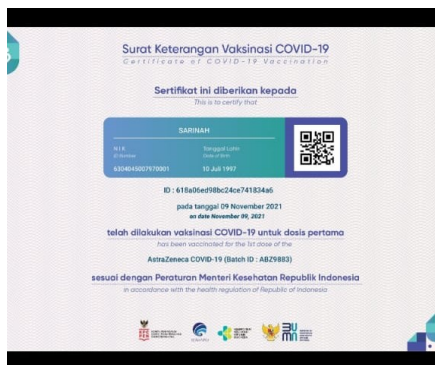 Surat Keterangan Vaksinasi COVID-19
Certificate of COVID-19 Vaccination
Sertifikat ini diberikan kepada
This is to certify that
SARINAH
N I K
Tanggal Lahir
ID Number
Date of Birth
6304045007970001
10 Juli 1997
ID : 618a06ed98bc24ce741834a6
pada tanggal 09 November 2021
on date November 09, 2021
telah dilakukan vaksinasi COVID-19 untuk dosis pertama
has been vaccinated for the 1st dose of the
AstraZeneca COVID-19 (Batch ID : ABZ9883)
sesuai dengan Peraturan Menteri Kesehatan Republik Indonesia
in accordance with the health regulation of Republic of Indonesia